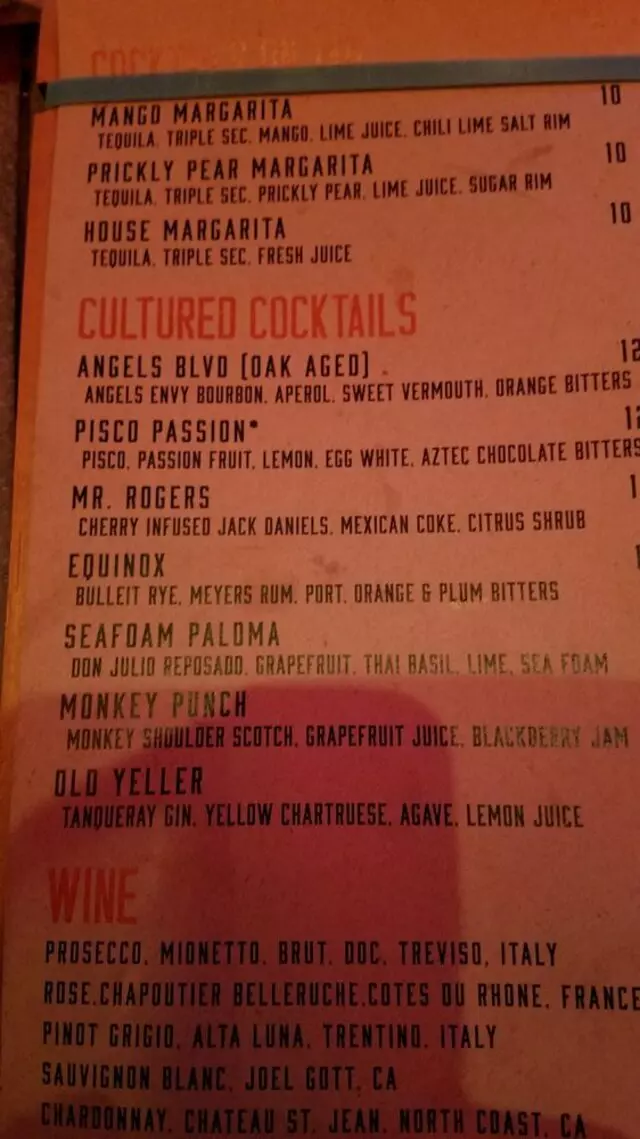 MANGO MARGARITA 10
TEQUILA, TRIPLE SEC, MANGO, LIME JUICE, CHILI LIME SALT RIM
PRICKLY PEAR MARGARITA 10
TEQUILA, TRIPLE SEC, PRICKLY PEAR, LIME JUICE, SUGAR RIM
HOUSE MARGARITA 10
TEQUILA, TRIPLE SEC, FRESH JUICE
CULTURED COCKTAILS
ANGELS BLVD (OAK AGED) 12
ANGELS ENVY BOURBON, APEROL, SWEET VERMOUTH, ORANGE BITTERS
PISCO PASSION* 12
PISCO, PASSION FRUIT, LEMON, EGG WHITE, AZTEC CHOCOLATE BITTERS
MR. ROGERS
CHERRY INFUSED JACK DANIELS, MEXICAN COKE, CITRUS SHRUB
EQUINOX
BULLEIT RYE, MEYERS RUM, PORT, ORANGE & PLUM BITTERS
SEAFOAM PALOMA
DON JULIO REPOSADO, GRAPEFRUIT, THAI BASIL, LIME, SEA FOAM
MONKEY PUNCH
MONKEY SHOULDER SCOTCH, GRAPEFRUIT JUICE, BLACKBERRY JAM
OLD YELLER
TANQUERAY GIN, YELLOW CHARTRUESE, AGAVE, LEMON JUICE
WINE
PROSECCO, MIONETTO, BRUT, DOC, TREVISO, ITALY
ROSE,CHAPOUTIER BELLERUCHE,COTES DU RHONE, FRANCE
PINOT GRIGIO, ALTA LUNA, TRENTINO, ITALY
SAUVIGNON BLANC, JOEL GOTT, CA
CHARDONNAY, CHATEAU ST. JEAN, NORTH COAST, CA